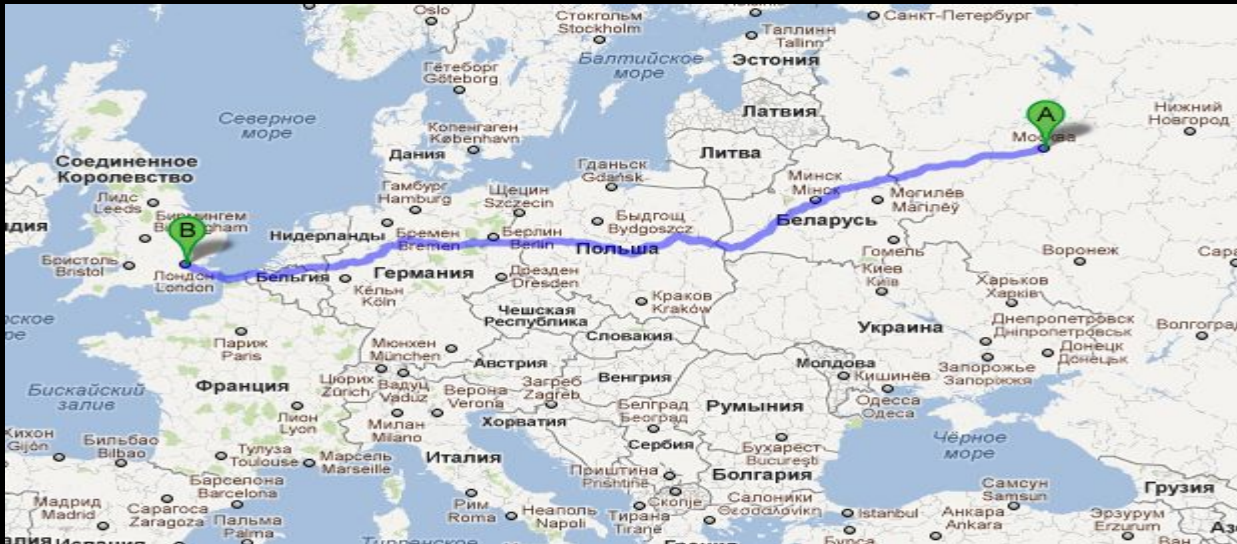 Oslo
Стокгольм
Stockholm
Санкт-Петербург
Таллинн
Tallinn
Эстония
Гётеборг
Göteborg
Балтийское
море
Северное
море
Латвия
Нижний
Новгород
A
Москва
Копенгаген
København
Дания
Литва
Соединенное
Королевство
Гданьск
Gdańsk
Минск
Мінск
Могилёв
Магілёў
Лидс
Leeds
Гамбург
Hamburg
Щецин
Szczecin
Беларусь
Бирмингем
B
Нидерланды
Бремен
Bremen
Берлин
Berlin
Быдгощ
Bydgoszcz
Польша
Гомель
Бристоль
Bristol
Лондон
London
Бельгия
Германия
Дрезден
Dresden
Киев
Київ
Воронеж
Кёльн
Köln
Харьков
Харків
Краков
Kraków
Чешская
Республика
Словакия
Украина
Днепропетровск
Дніпропетровськ
Донецк
Донецьк
Париж
Paris
Мюнхен
München
Австрия
Молдова
Запорожье
Запоріжжя
Кишинёв
Одесса
Одеса
Франция
Цюрих
Zürich
Вадуц
Vaduz
Верона
Verona
Загреб
Zagreb
Венгрия
Бискайский
залив
Лион
Lyon
Милан
Milano
Хорватия
Белград
Београд
Румыния
Сербия
Бухарест
Bucureşti
Чёрное
море
Хихон
Gijón
Бильбао
Bilbao
Тулуза
Toulouse
Марсель
Marseille
Италия
Приштина
Prishtinë
Болгария
Барселона
Barcelona
Мадрид
Madrid
Сарагоса
Zaragoza
Пальма
Palma
Рим
Roma
Неаполь
Napoli
Тирана
Tiranë
Скопје
Салоники
Θεσσαλονίκη
Istanbul
Анкара
Ankara
Самсун
Samsun
Грузия
Эрзурум
Erzurum